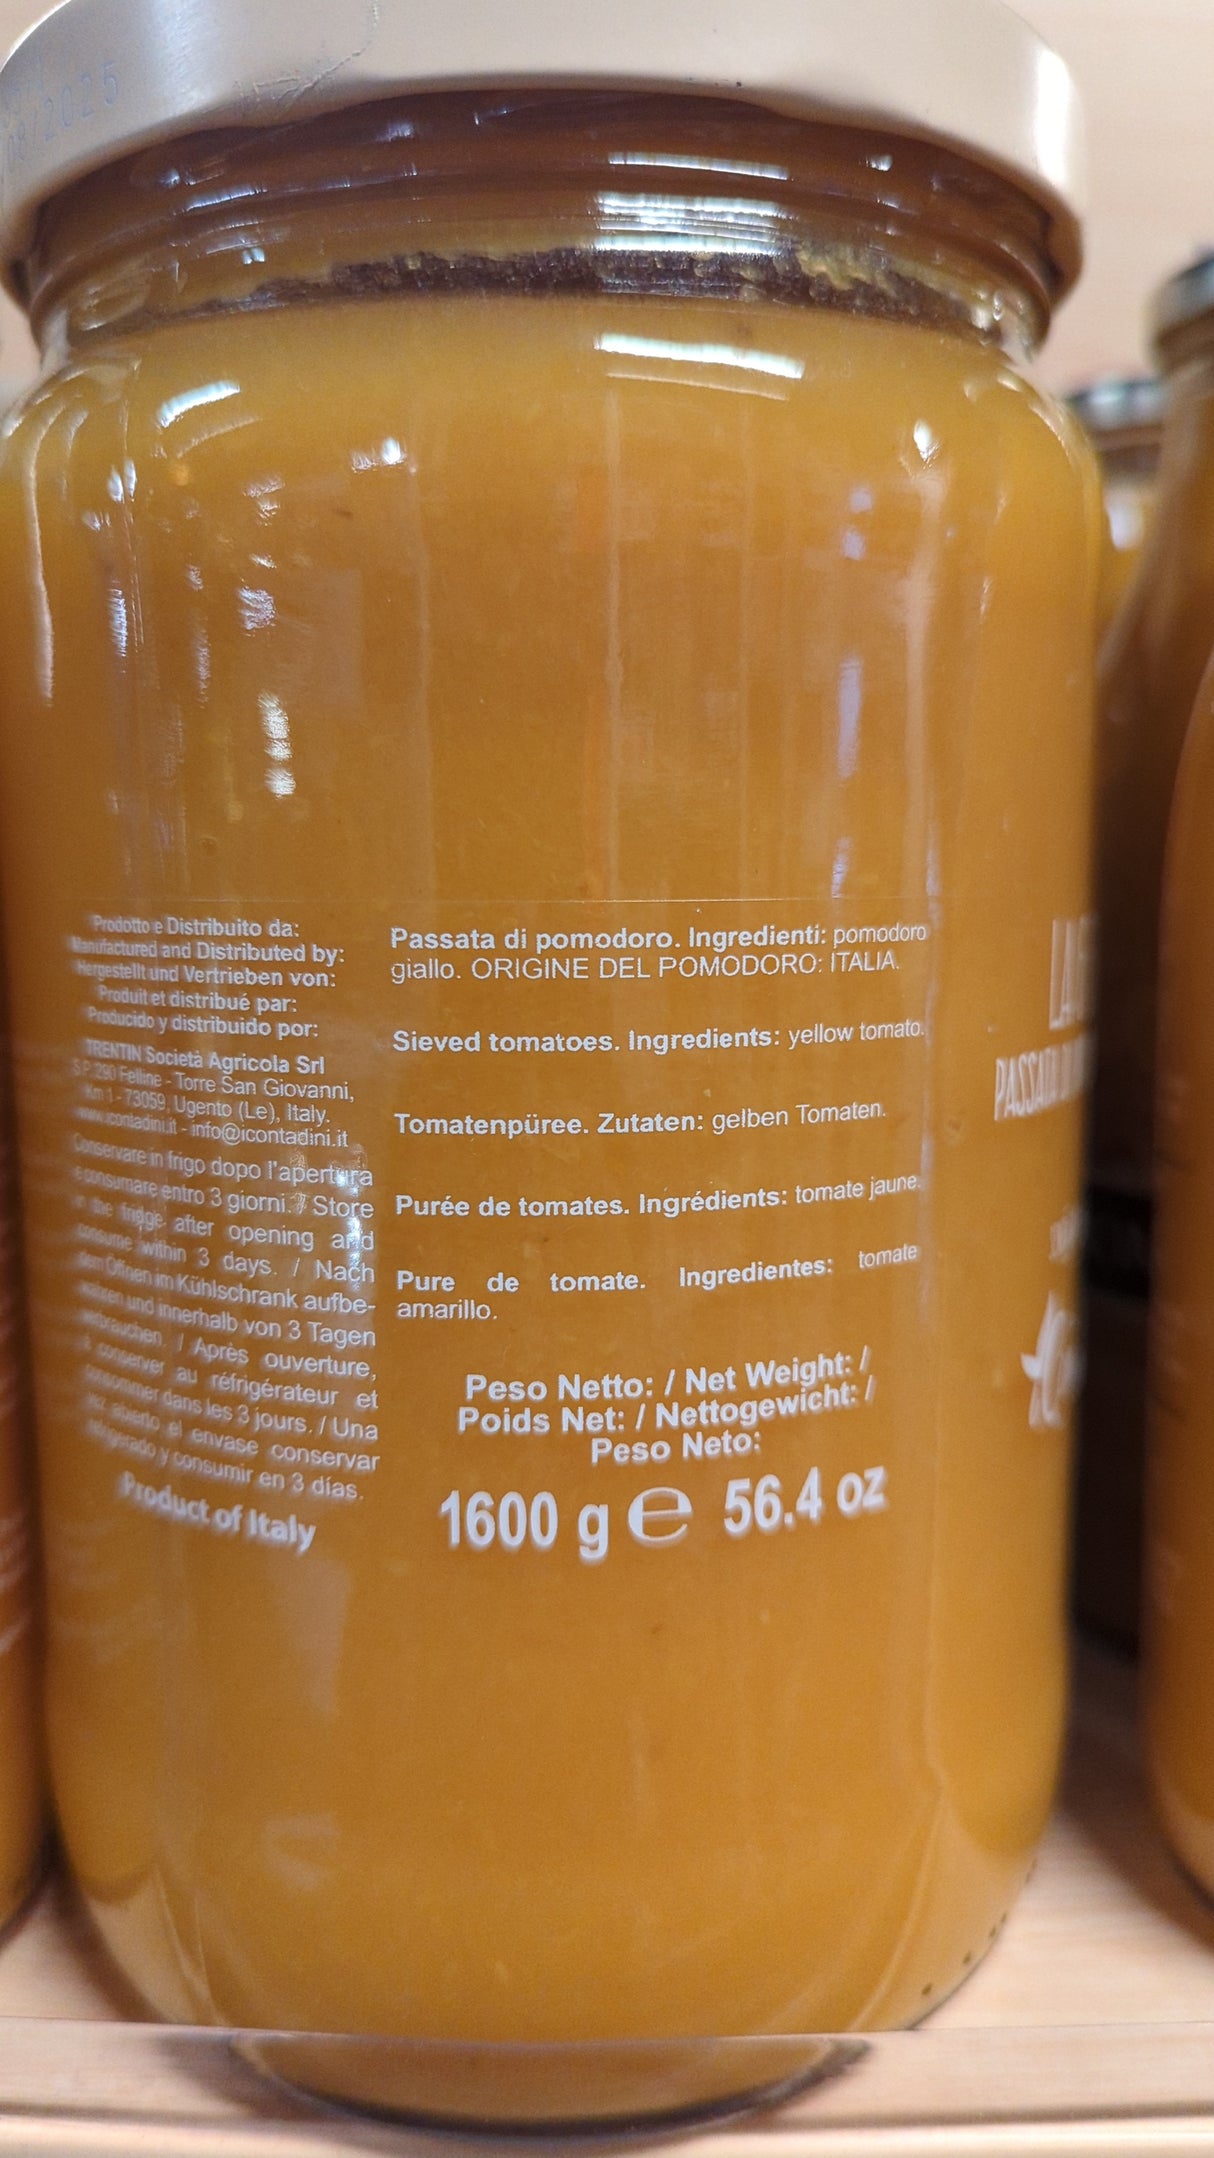 09/2025
Prodotto e Distribuito da:
Manufactured and Distributed by:
Hergestellt und Vertrieben von:
Produit et distribué par:
Producido y distribuido por:
TRENTIN Società Agricola Srl
S.P. 290 Felline - Torre San Giovanni,
Km 1 - 73059, Ugento (Le), Italy.
www.icontadini.it - info@icontadini.it
Conservare in frigo dopo l'apertura
e consumare entro 3 giorni. / Store
in the fridge after opening and
consume within 3 days. / Nach
dem Öffnen im Kühlschrank aufbe-
wahren und innerhalb von 3 Tagen
verbrauchen. / Après ouverture,
à conserver au réfrigérateur et
consommer dans les 3 jours. / Una
vez abierto el envase conservar
refrigerado y consumir en 3 días.
Product of Italy
Passata di pomodoro. Ingredienti: pomodoro
giallo. ORIGINE DEL POMODORO: ITALIA.
Sieved tomatoes. Ingredients: yellow tomato.
Tomatenpüree. Zutaten: gelben Tomaten.
Purée de tomates. Ingrédients: tomate jaune.
Pure de tomate. Ingredientes: tomate
amarillo.
Peso Netto: / Net Weight: /
Poids Net: / Nettogewicht: /
Peso Neto:
1600 g e 56.4 oz
PASSATA